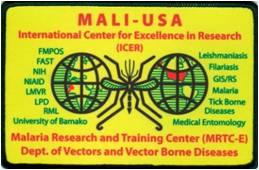 MALI-USA
International Center for Excellence in Research
(ICER)
FMPOS
FAST
NIH
NIAID
LMVR
LPD
RML
University of Bamako
Leishmaniasis
Filariasis
GIS/RS
Malaria
Tick Borne
Diseases
Medical Entomology
Malaria Research and Training Center (MRTC-E)
Dept. of Vectors and Vector Borne Diseases